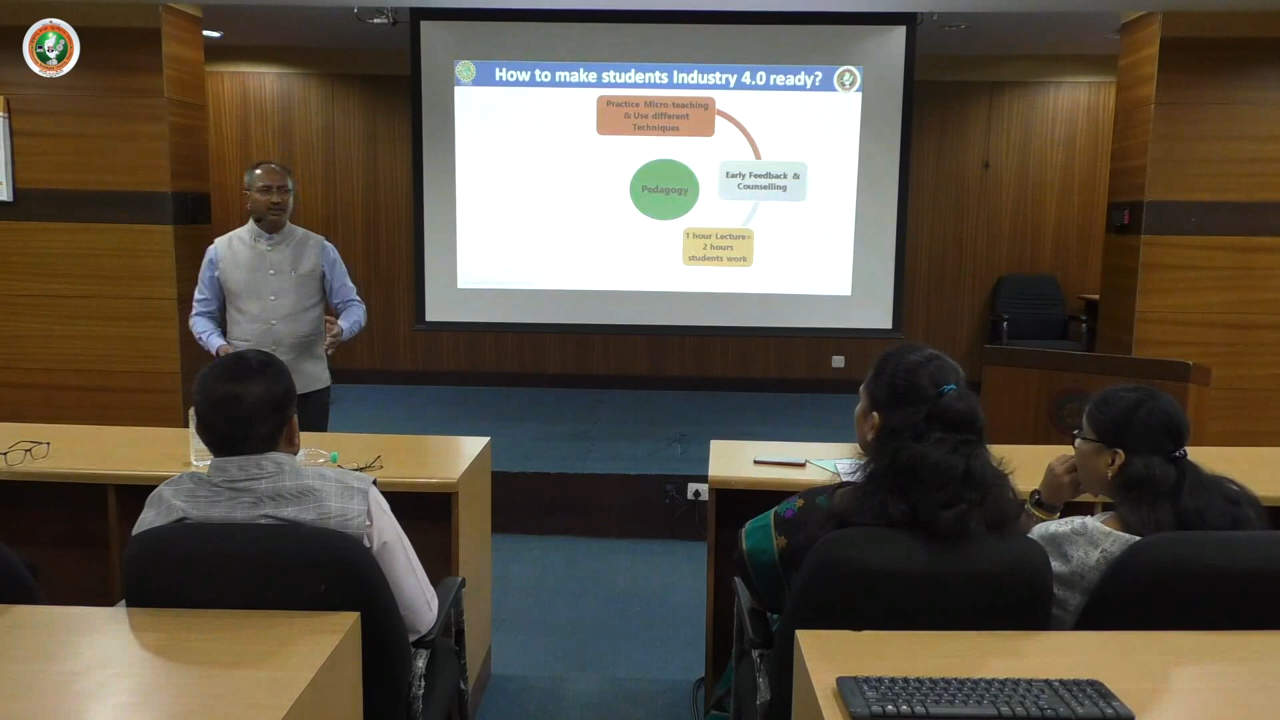 How to make students Industry 4.0 ready?
Practice Micro-teaching
& Use different
Techniques
Early Feedback &
Counselling
Pedagogy
1 hour Lecture=
2 hours
students work